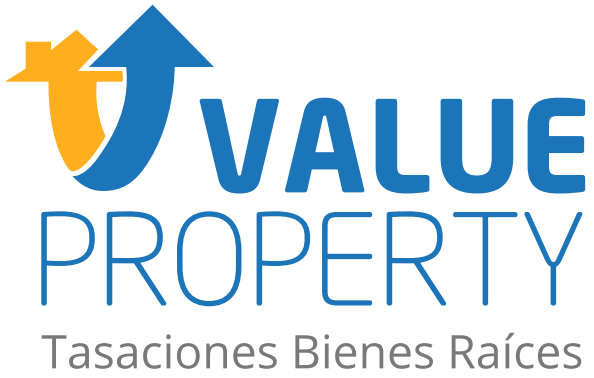 VALUE
PROPERTY
Tasaciones Bienes Raíces